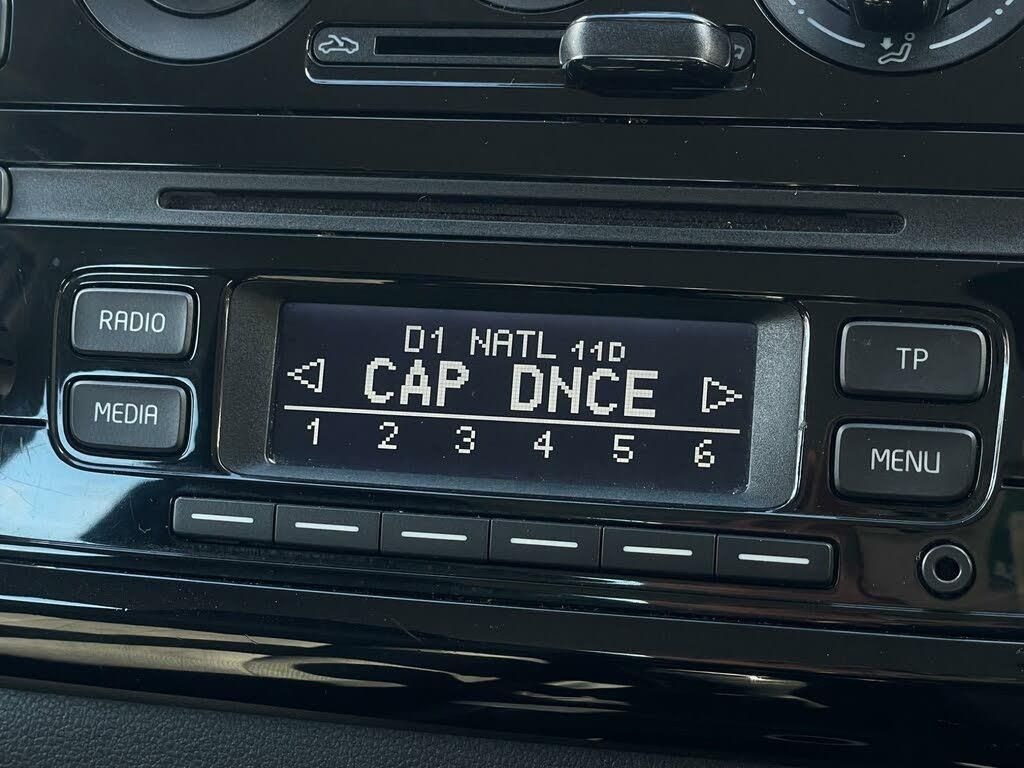 RADIO
MEDIA
D1 NATL 11D
CAP DNCE
1 2 3 4 5 6
TP
MENU